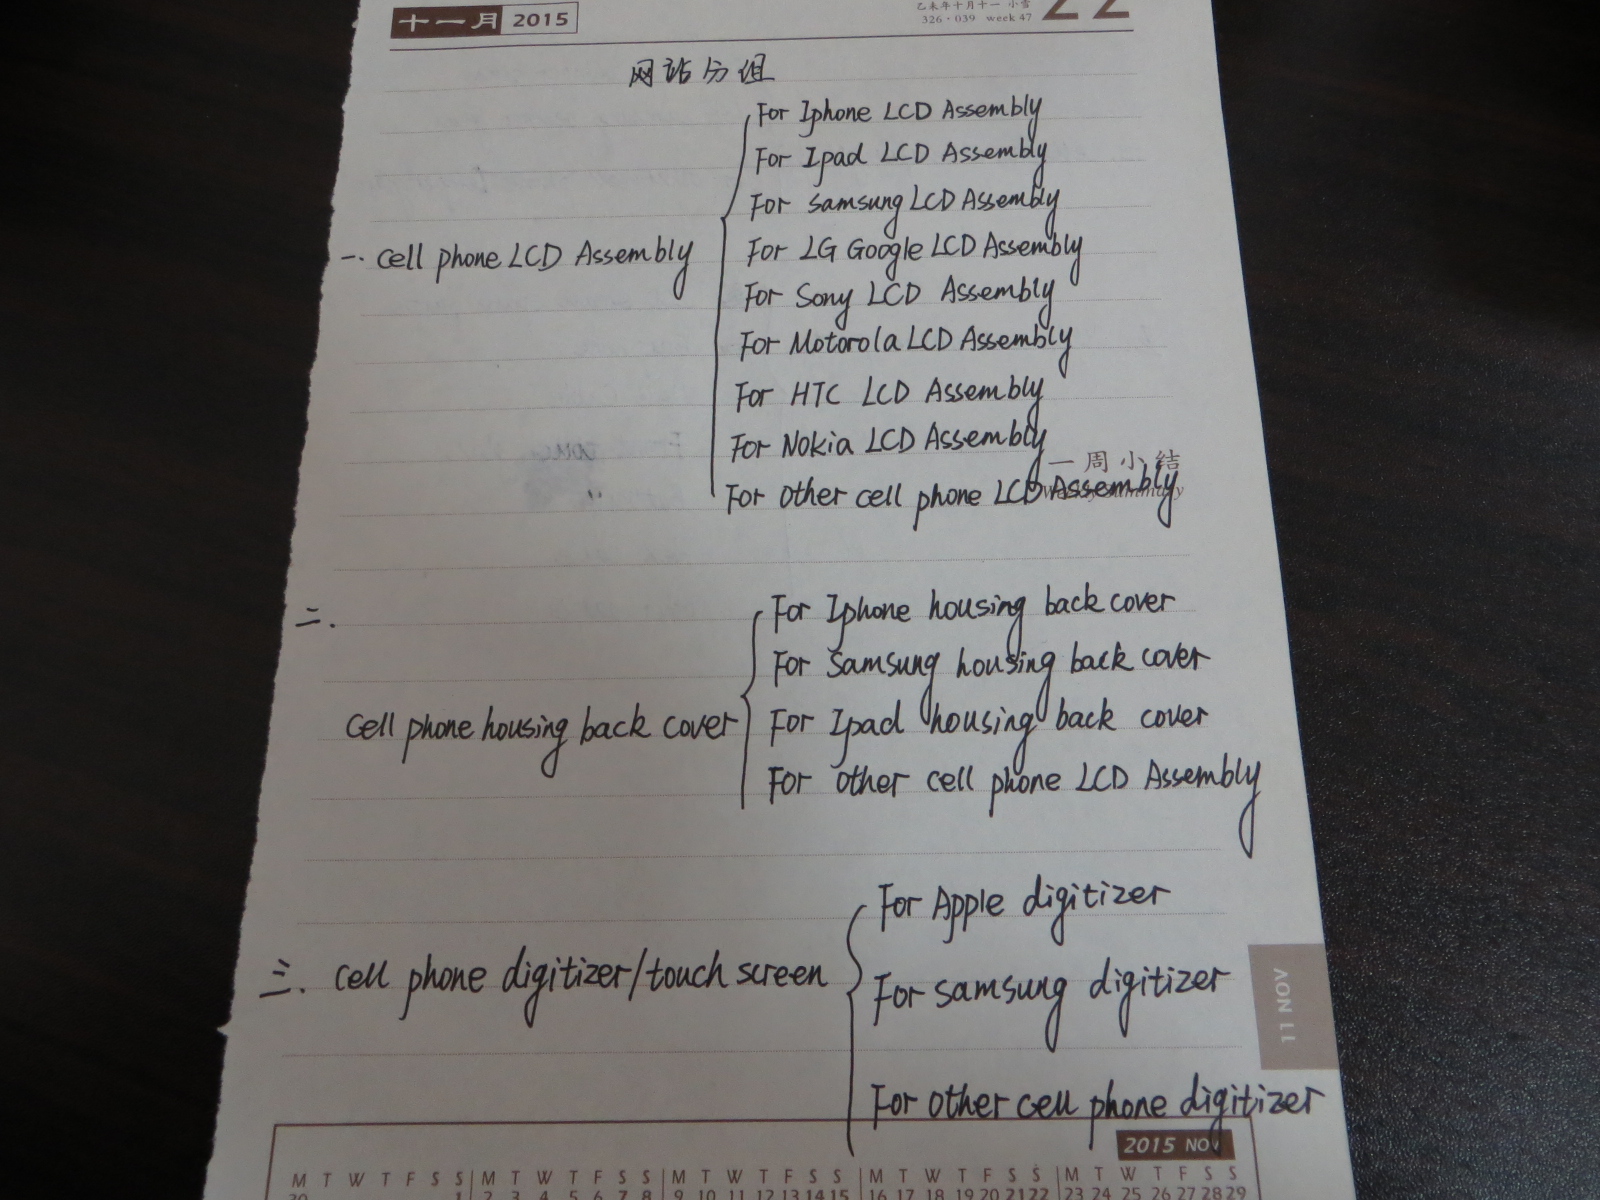 十一月 2015
乙未年十月十一 小雪
326·039 week 47
22
网站分组
一. cell phone LCD Assembly
For Iphone LCD Assembly
For Ipad LCD Assembly
For samsung LCD Assembly
For LG Google LCD Assembly
For Sony LCD Assembly
For Motorola LCD Assembly
For HTC LCD Assembly
For Nokia LCD Assembly
一周小结
For other cell phone LCD Assembly
二.
cell phone housing back cover
For Iphone housing back cover
For Samsung housing back cover
For Ipad housing back cover
For other cell phone LCD Assembly
三. cell phone digitizer/touch screen
For Apple digitizer
For samsung digitizer
For other cell phone digitizer
11 NOV
2015 NOV
M T W T F S S M T W T F S S M T W T F S S M T W T F S S M T W T F S S
30 1 2 3 4 5 6 7 8 9 10 11 12 13 14 15 16 17 18 19 20 21 22 23 24 25 26 27 28 29